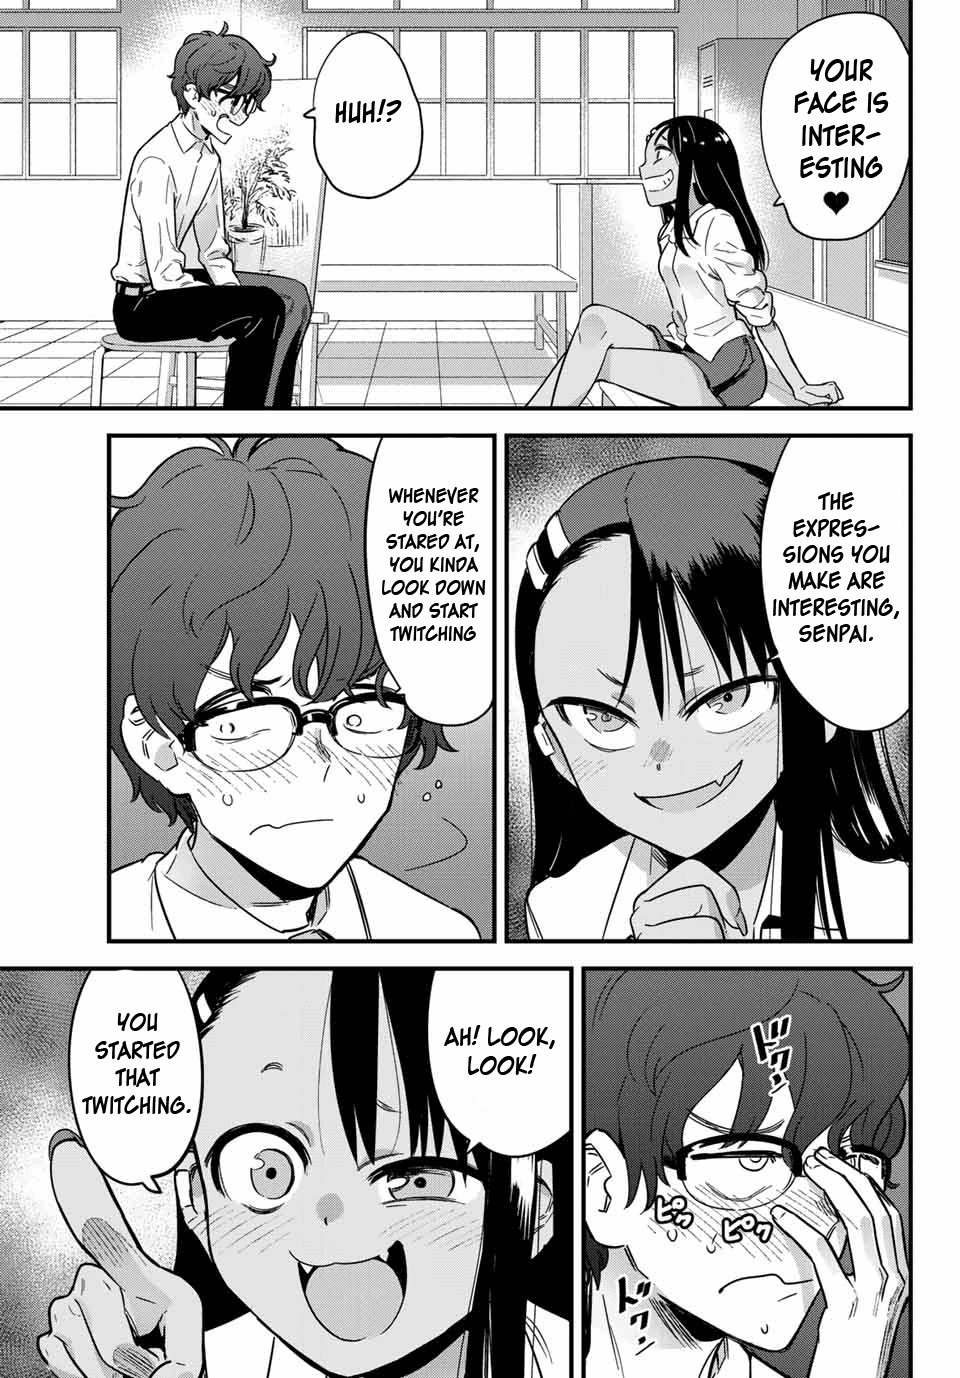 YOUR
FACE IS
INTER-
ESTING
♥
HUH!?
THE
EXPRES-
SIONS YOU
MAKE ARE
INTERESTING,
SENPAI.
WHENEVER
YOU'RE
STARED AT,
YOU KINDA
LOOK DOWN
AND START
TWITCHING
ドク・
ピク
ピク
ドク・
AH! LOOK,
LOOK!
YOU
STARTED
THAT
TWITCHING.